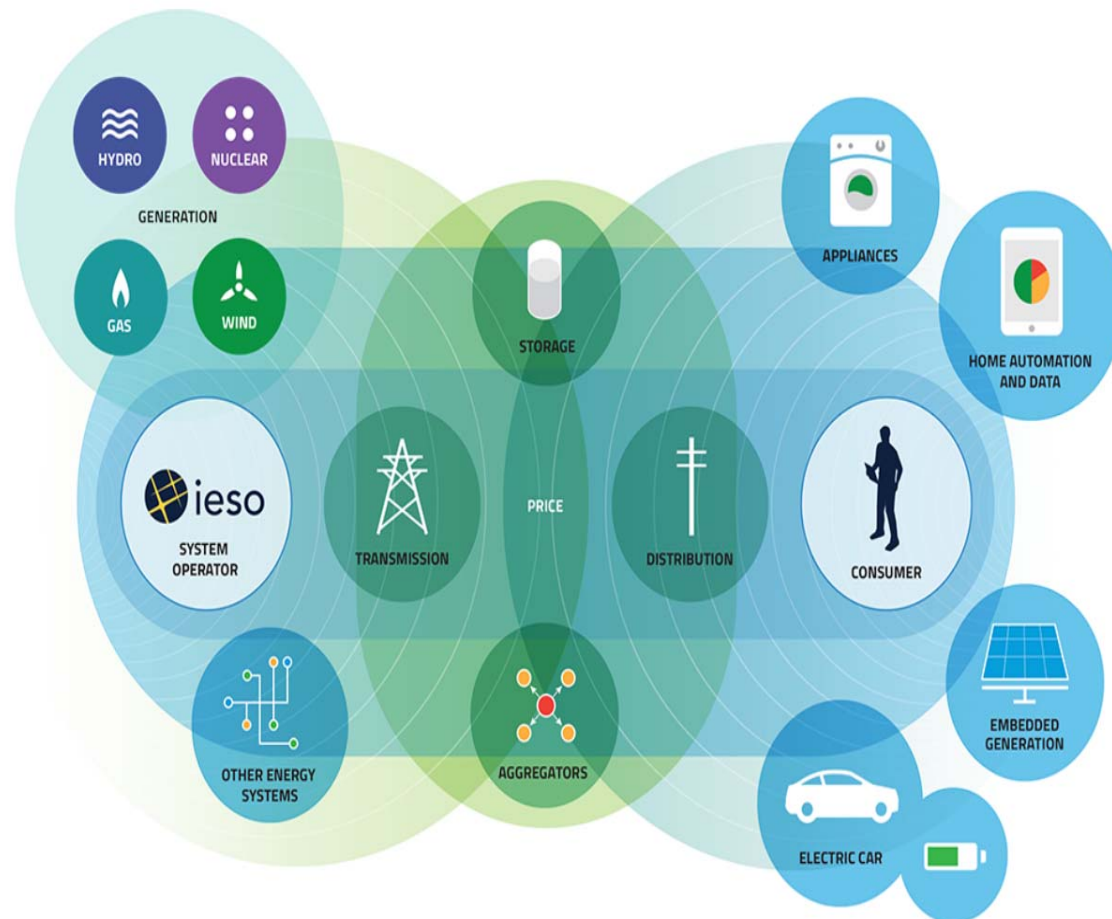 HYDRO
NUCLEAR
GENERATION
GAS
WIND
STORAGE
APPLIANCES
HOME AUTOMATION
AND DATA
ieso
SYSTEM
OPERATOR
TRANSMISSION
PRICE
DISTRIBUTION
CONSUMER
OTHER ENERGY
SYSTEMS
AGGREGATORS
EMBEDDED
GENERATION
ELECTRIC CAR